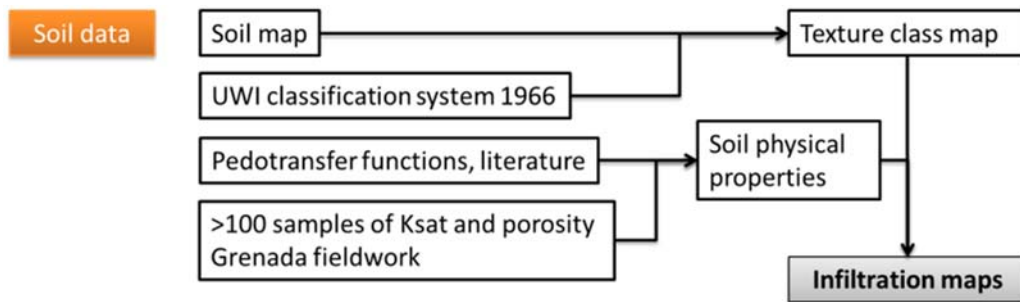 Soil data
Soil map
Texture class map
UWI classification system 1966
Pedotransfer functions, literature
Soil physical
properties
>100 samples of Ksat and porosity
Grenada fieldwork
Infiltration maps